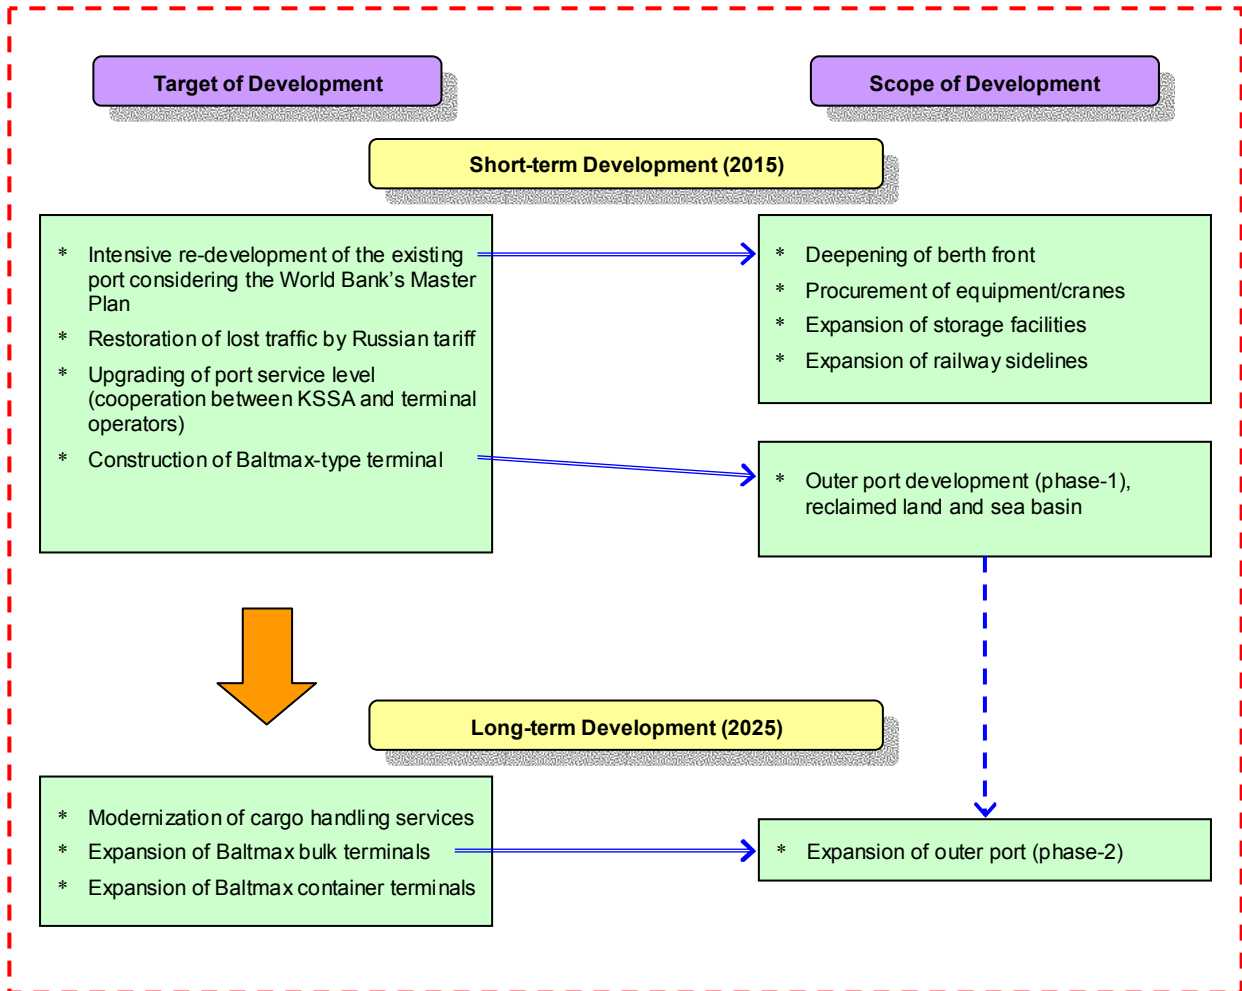 Target of Development
Scope of Development
Short-term Development (2015)
* Intensive re-development of the existing
port considering the World Bank’s Master
Plan
* Restoration of lost traffic by Russian tariff
* Upgrading of port service level
(cooperation between KSSA and terminal
operators)
* Construction of Baltmax-type terminal
* Deepening of berth front
* Procurement of equipment/cranes
* Expansion of storage facilities
* Expansion of railway sidelines
* Outer port development (phase-1),
reclaimed land and sea basin
Long-term Development (2025)
* Modernization of cargo handling services
* Expansion of Baltmax bulk terminals
* Expansion of Baltmax container terminals
* Expansion of outer port (phase-2)